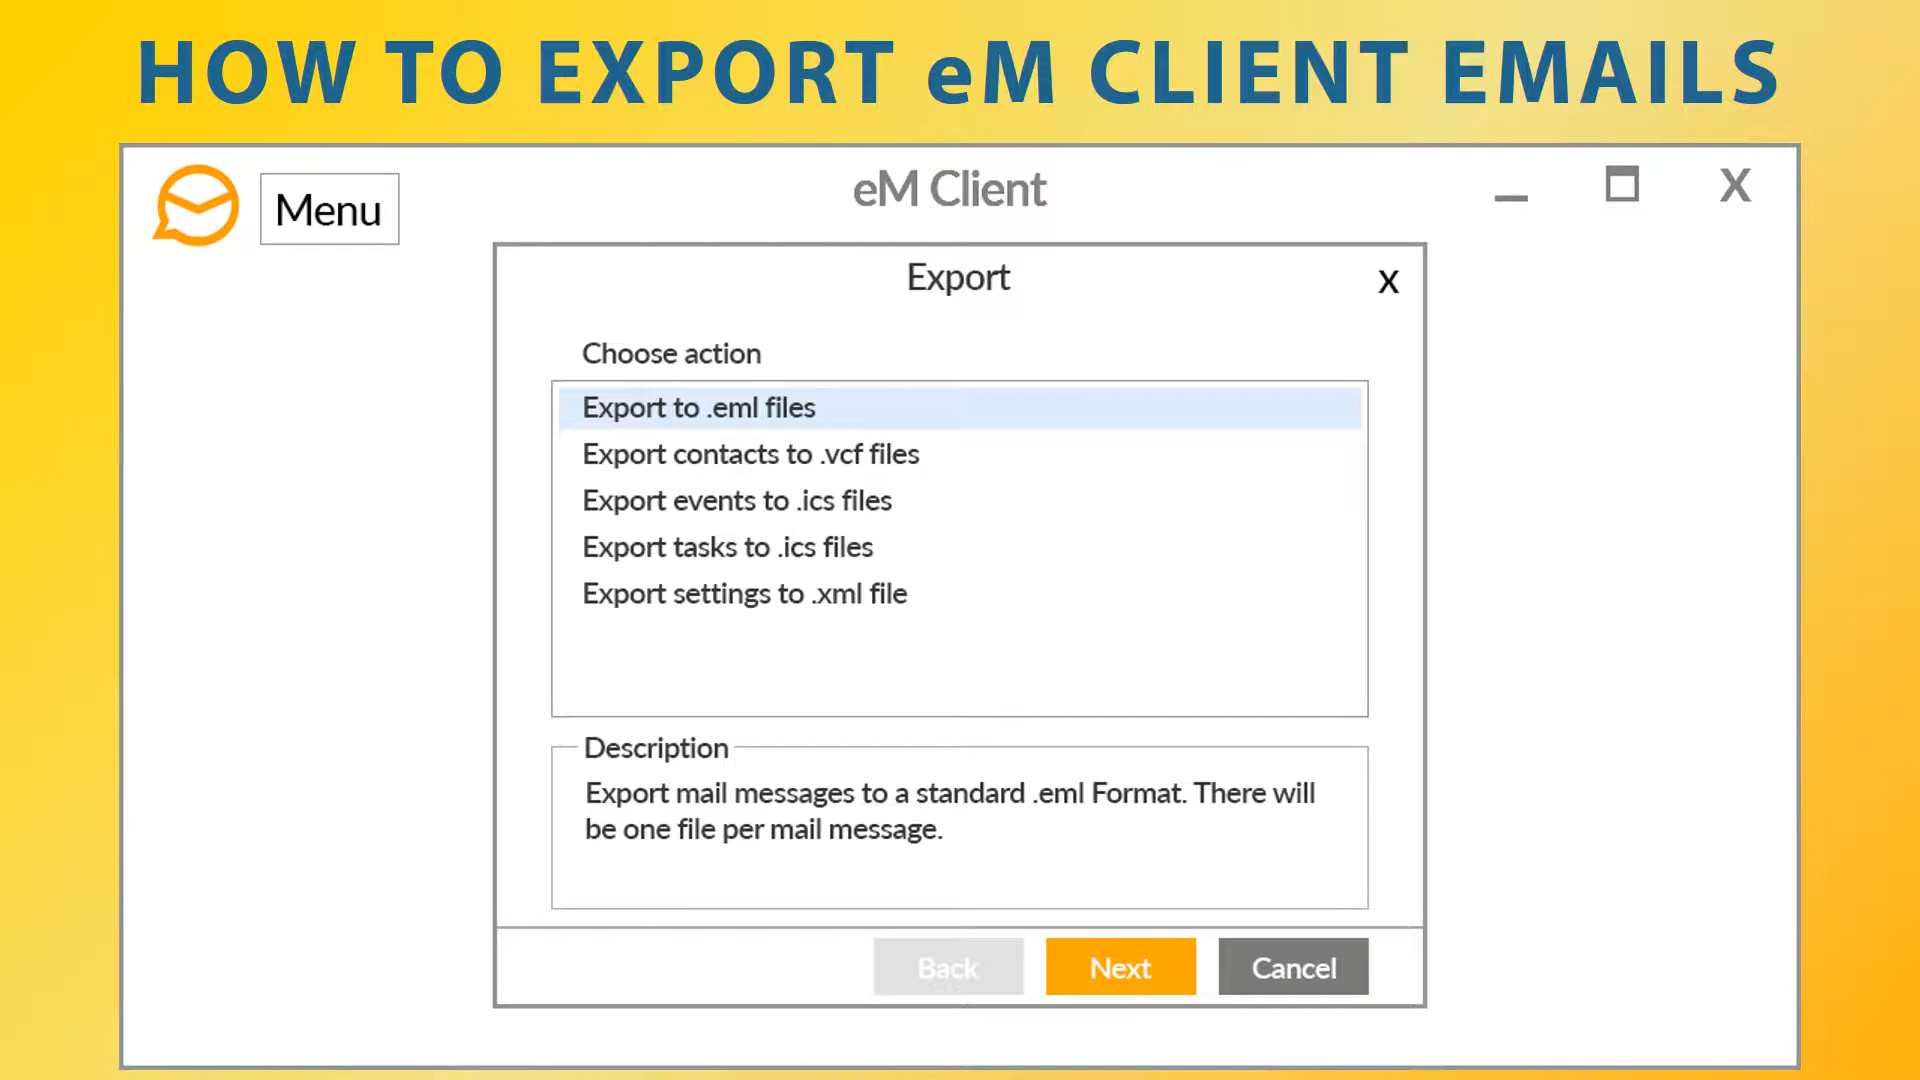 HOW TO EXPORT eM CLIENT EMAILS
Menu
eM Client
X
Export
X
Choose action
Export to .eml files
Export contacts to .vcf files
Export events to .ics files
Export tasks to .ics files
Export settings to .xml file
Description
Export mail messages to a standard .eml Format. There will
be one file per mail message.
Back
Next
Cancel